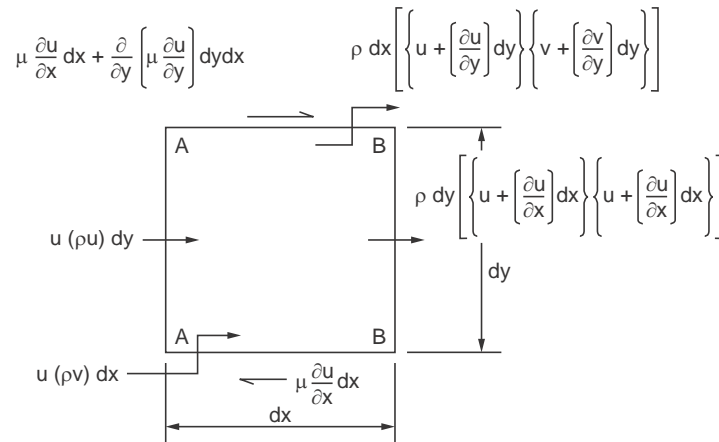 μ ∂u/∂x dx + ∂/∂y (μ ∂u/y) dydx
ρ dx[{u + (∂u/∂y) dy}{v + (∂v/∂y) dy}]
A B
ρ dy[{u + (∂u/∂x) dx}{u + (∂u/∂x) dx}]
u (ρu) dy
dy
A B
u (ρv) dx
μ ∂u/∂x dx
dx